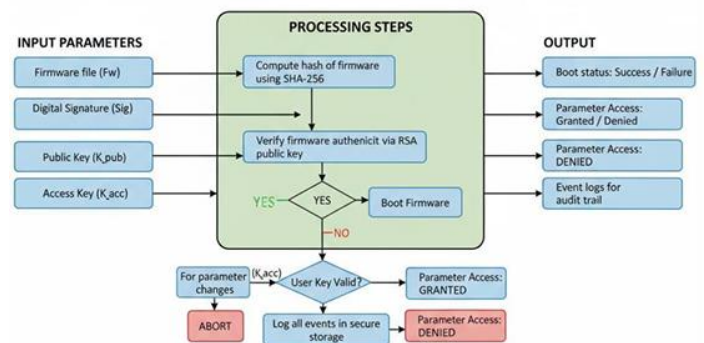 PROCESSING STEPS
INPUT PARAMETERS
OUTPUT
Firmware file (Fw)
Digital Signature (Sig)
Public Key (K_pub)
Access Key (K_acc)
Compute hash of firmware
using SHA-256
Verify firmware authenicit via RSA
public key
YES
YES
Boot Firmware
NO
Boot status: Success / Failure
Parameter Access:
Granted / Denied
Parameter Access:
DENIED
Event logs for
audit trail
For parameter
changes
(K_acc)
User Key Valid?
Parameter Access:
GRANTED
ABORT
Log all events in secure
storage
Parameter Access:
DENIED